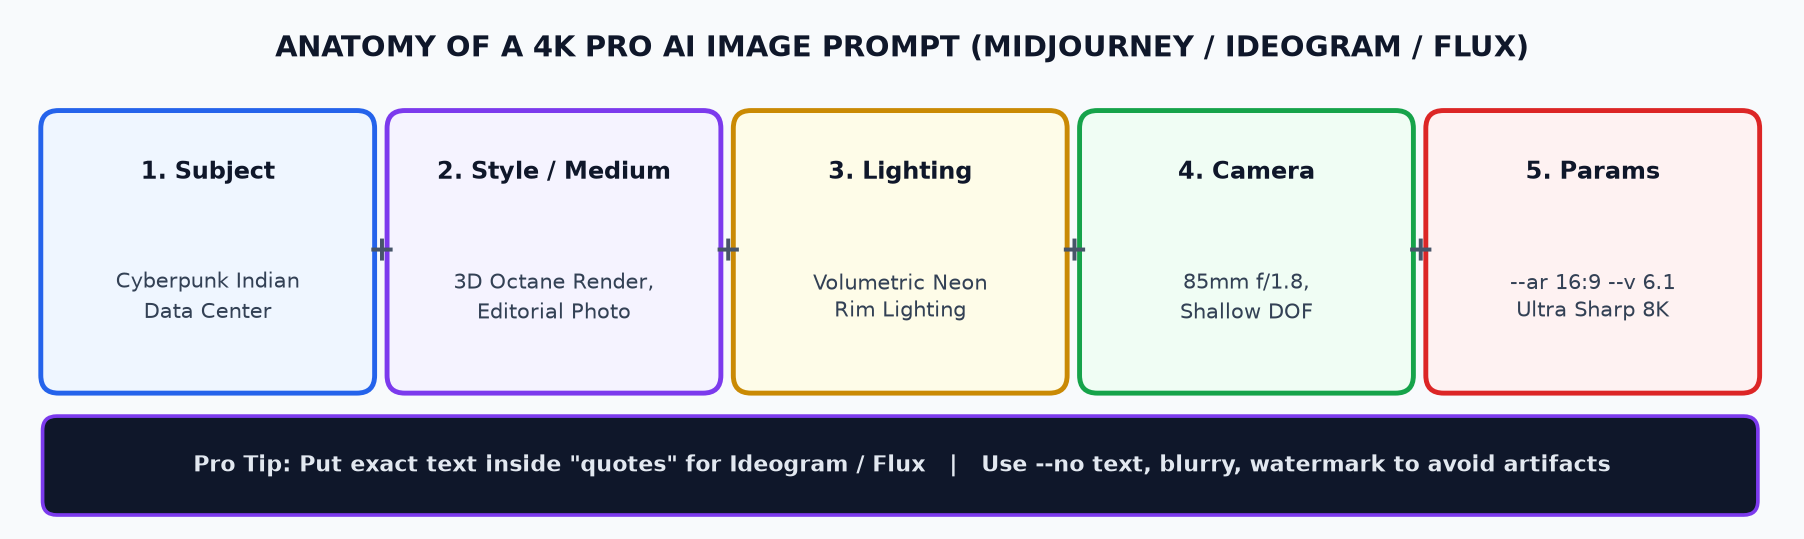 ANATOMY OF A 4K PRO AI IMAGE PROMPT (MIDJOURNEY / IDEOGRAM / FLUX)
1. Subject
Cyberpunk Indian
Data Center
+
2. Style / Medium
3D Octane Render,
Editorial Photo
+
3. Lighting
Volumetric Neon
Rim Lighting
+
4. Camera
85mm f/1.8,
Shallow DOF
+
5. Params
--ar 16:9 --v 6.1
Ultra Sharp 8K
Pro Tip: Put exact text inside "quotes" for Ideogram / Flux | Use --no text, blurry, watermark to avoid artifacts